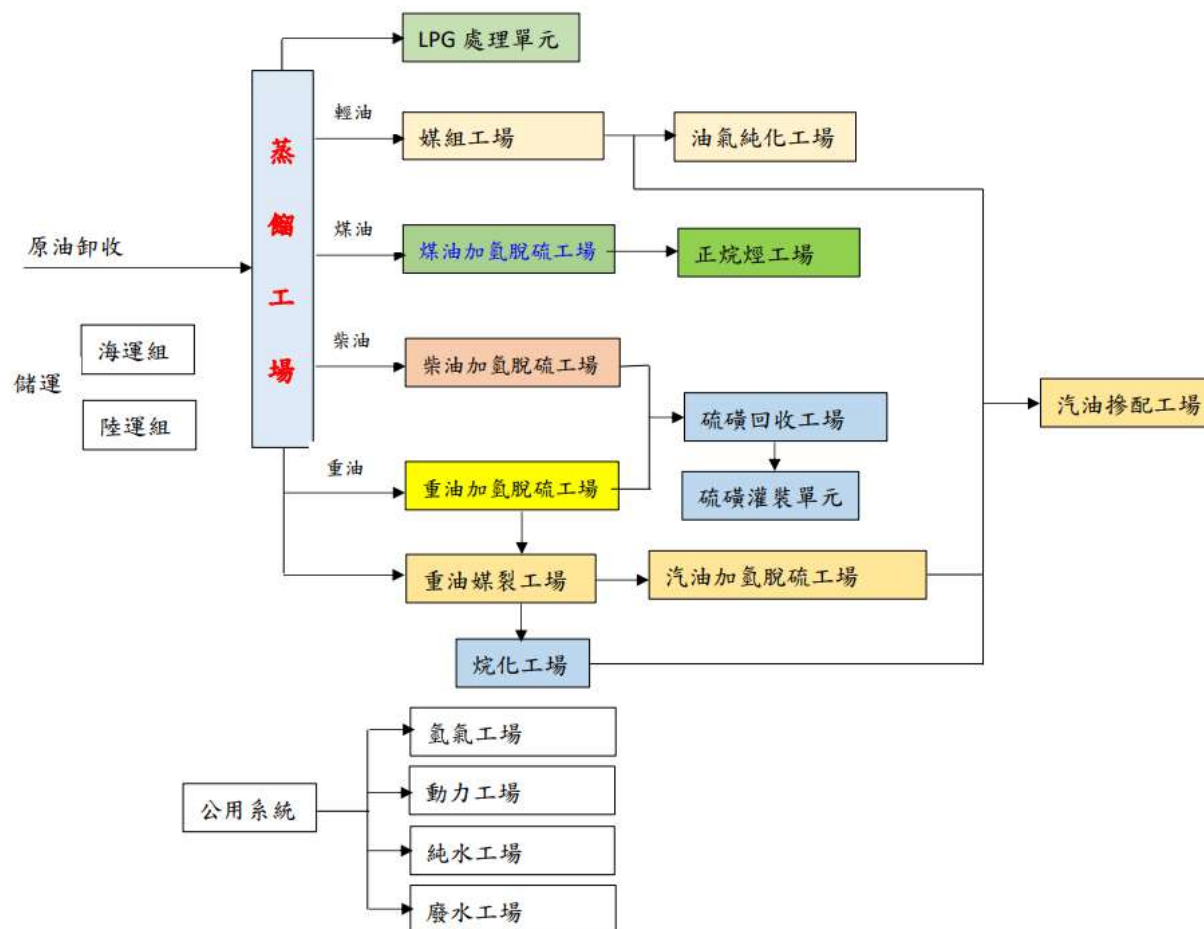 LPG 處理單元
輕油
媒組工場
油氣純化工場
蒸餾工場
原油卸收
煤油
煤油加氫脫硫工場
正烷烴工場
儲運
海運組
陸運組
柴油
柴油加氫脫硫工場
硫磺回收工場
汽油摻配工場
重油
重油加氫脫硫工場
硫磺灌裝單元
重油媒裂工場
汽油加氫脫硫工場
烷化工場
公用系統
氫氣工場
動力工場
純水工場
廢水工場